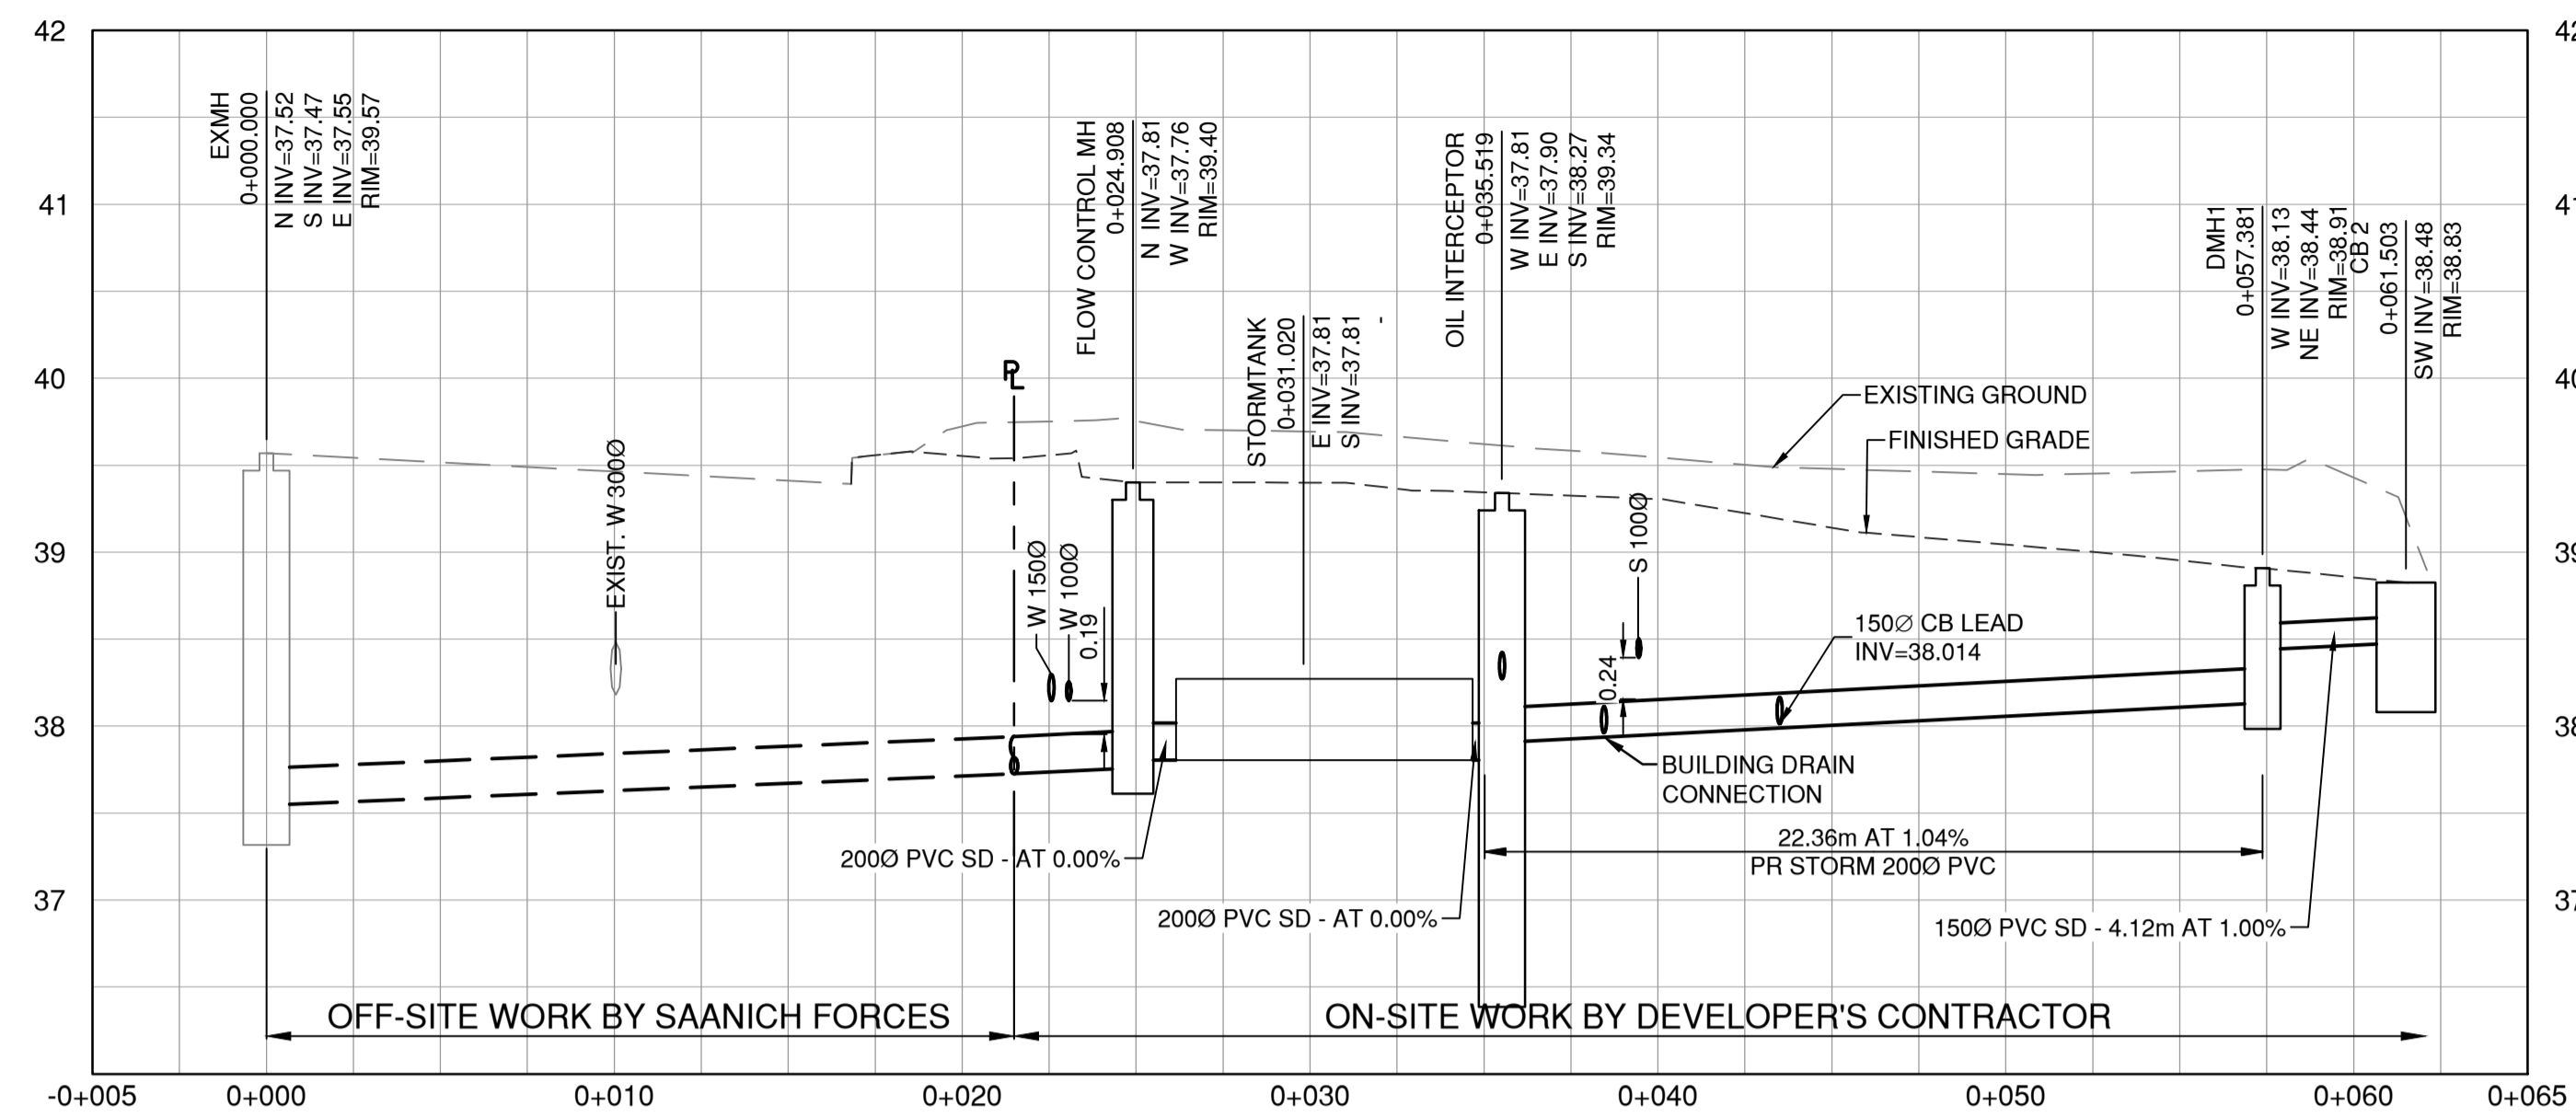 42
41
40
39
38
37
EXMH
0+000.000
N INV=37.52
S INV=37.47
E INV=37.55
RIM=39.57
EXIST. W 300Ø
PL
W 150Ø
W 100Ø
0.19
FLOW CONTROL MH
0+024.908
N INV=37.81
W INV=37.76
RIM=39.40
STORMTANK
0+031.020
E INV=37.81
S INV=37.81
-
OIL INTERCEPTOR
0+035.519
W INV=37.81
E INV=37.90
S INV=38.27
RIM=39.34
0.24
S 100Ø
EXISTING GROUND
FINISHED GRADE
150∅ CB LEAD
INV=38.014
BUILDING DRAIN
CONNECTION
DMH1
0+057.381
W INV=38.13
NE INV=38.44
RIM=38.91
CB 2
0+061.503
SW INV=38.48
RIM=38.83
200Ø PVC SD - AT 0.00%
200Ø PVC SD - AT 0.00%
22.36m AT 1.04%
PR STORM 200Ø PVC
150Ø PVC SD - 4.12m AT 1.00%
OFF-SITE WORK BY SAANICH FORCES
ON-SITE WORK BY DEVELOPER'S CONTRACTOR
-0+005
0+000
0+010
0+020
0+030
0+040
0+050
0+060
0+065